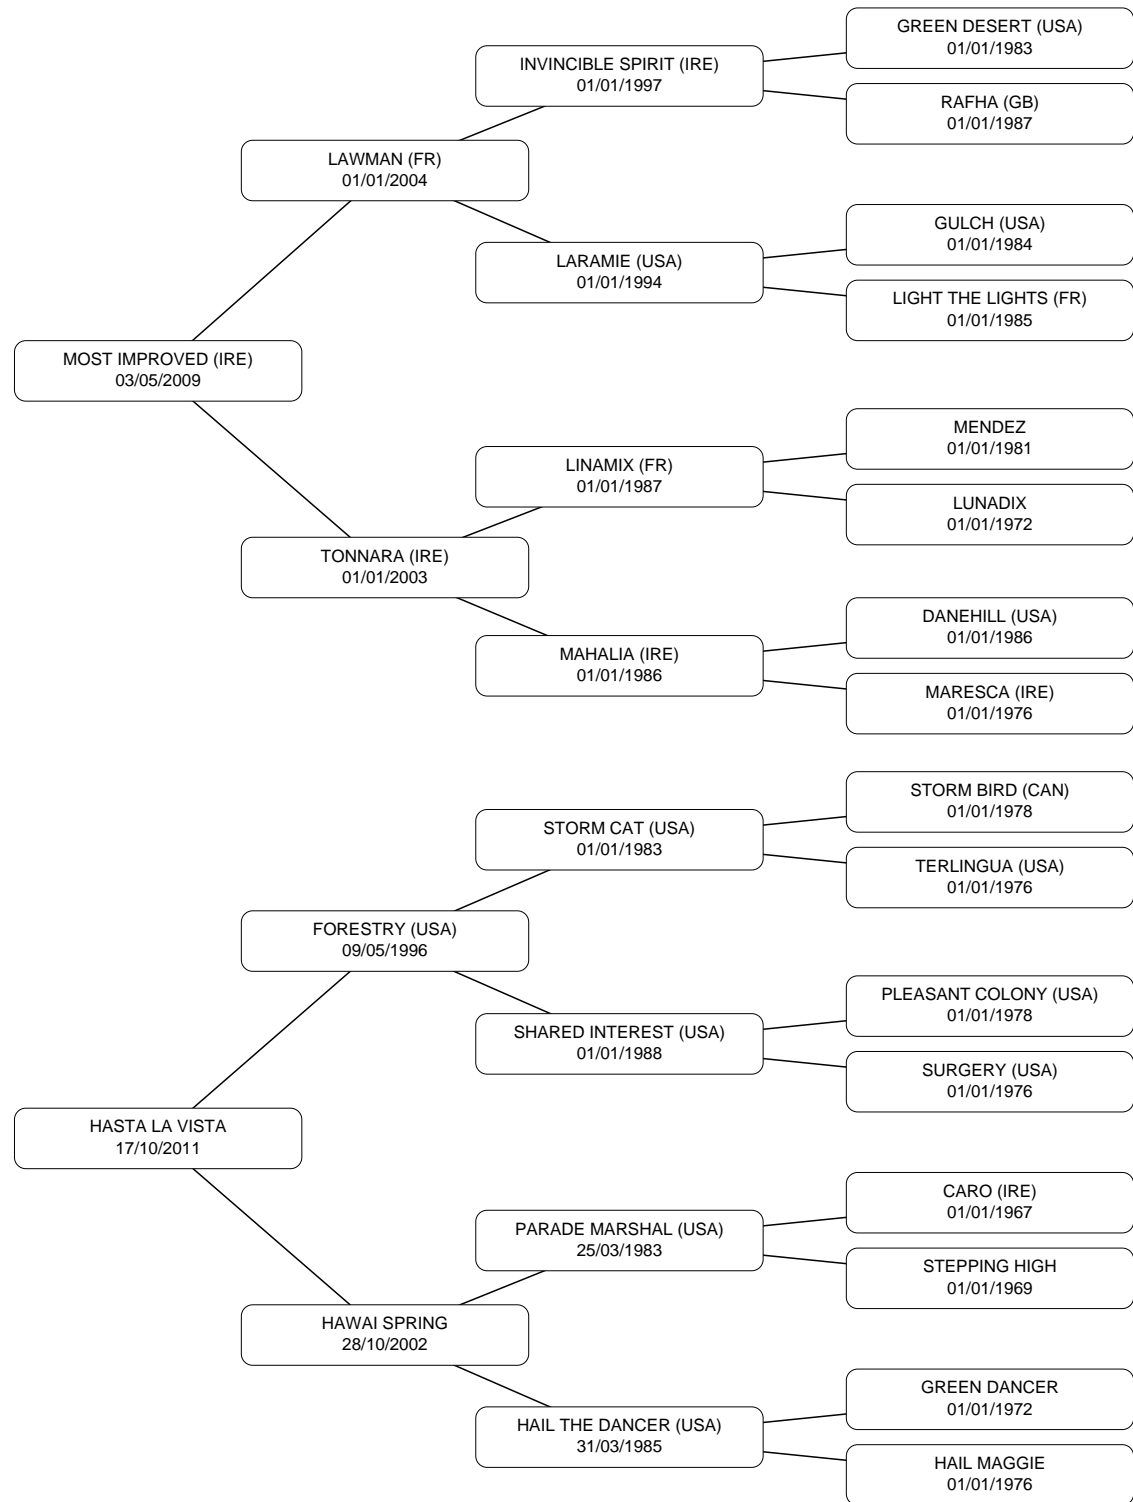 GREEN DESERT (USA)
01/01/1983
INVINCIBLE SPIRIT (IRE)
01/01/1997
RAFHA (GB)
01/01/1987
LAWMAN (FR)
01/01/2004
GULCH (USA)
01/01/1984
LARAMIE (USA)
01/01/1994
LIGHT THE LIGHTS (FR)
01/01/1985
MOST IMPROVED (IRE)
03/05/2009
MENDEZ
01/01/1981
LINAMIX (FR)
01/01/1987
LUNADIX
01/01/1972
TONNARA (IRE)
01/01/2003
DANEHILL (USA)
01/01/1986
MAHALIA (IRE)
01/01/1986
MARESCA (IRE)
01/01/1976
STORM BIRD (CAN)
01/01/1978
STORM CAT (USA)
01/01/1983
TERLINGUA (USA)
01/01/1976
FORESTRY (USA)
09/05/1996
PLEASANT COLONY (USA)
01/01/1978
SHARED INTEREST (USA)
01/01/1988
SURGERY (USA)
01/01/1976
HASTA LA VISTA
17/10/2011
CARO (IRE)
01/01/1967
PARADE MARSHAL (USA)
25/03/1983
STEPPING HIGH
01/01/1969
HAWAI SPRING
28/10/2002
GREEN DANCER
01/01/1972
HAIL THE DANCER (USA)
31/03/1985
HAIL MAGGIE
01/01/1976